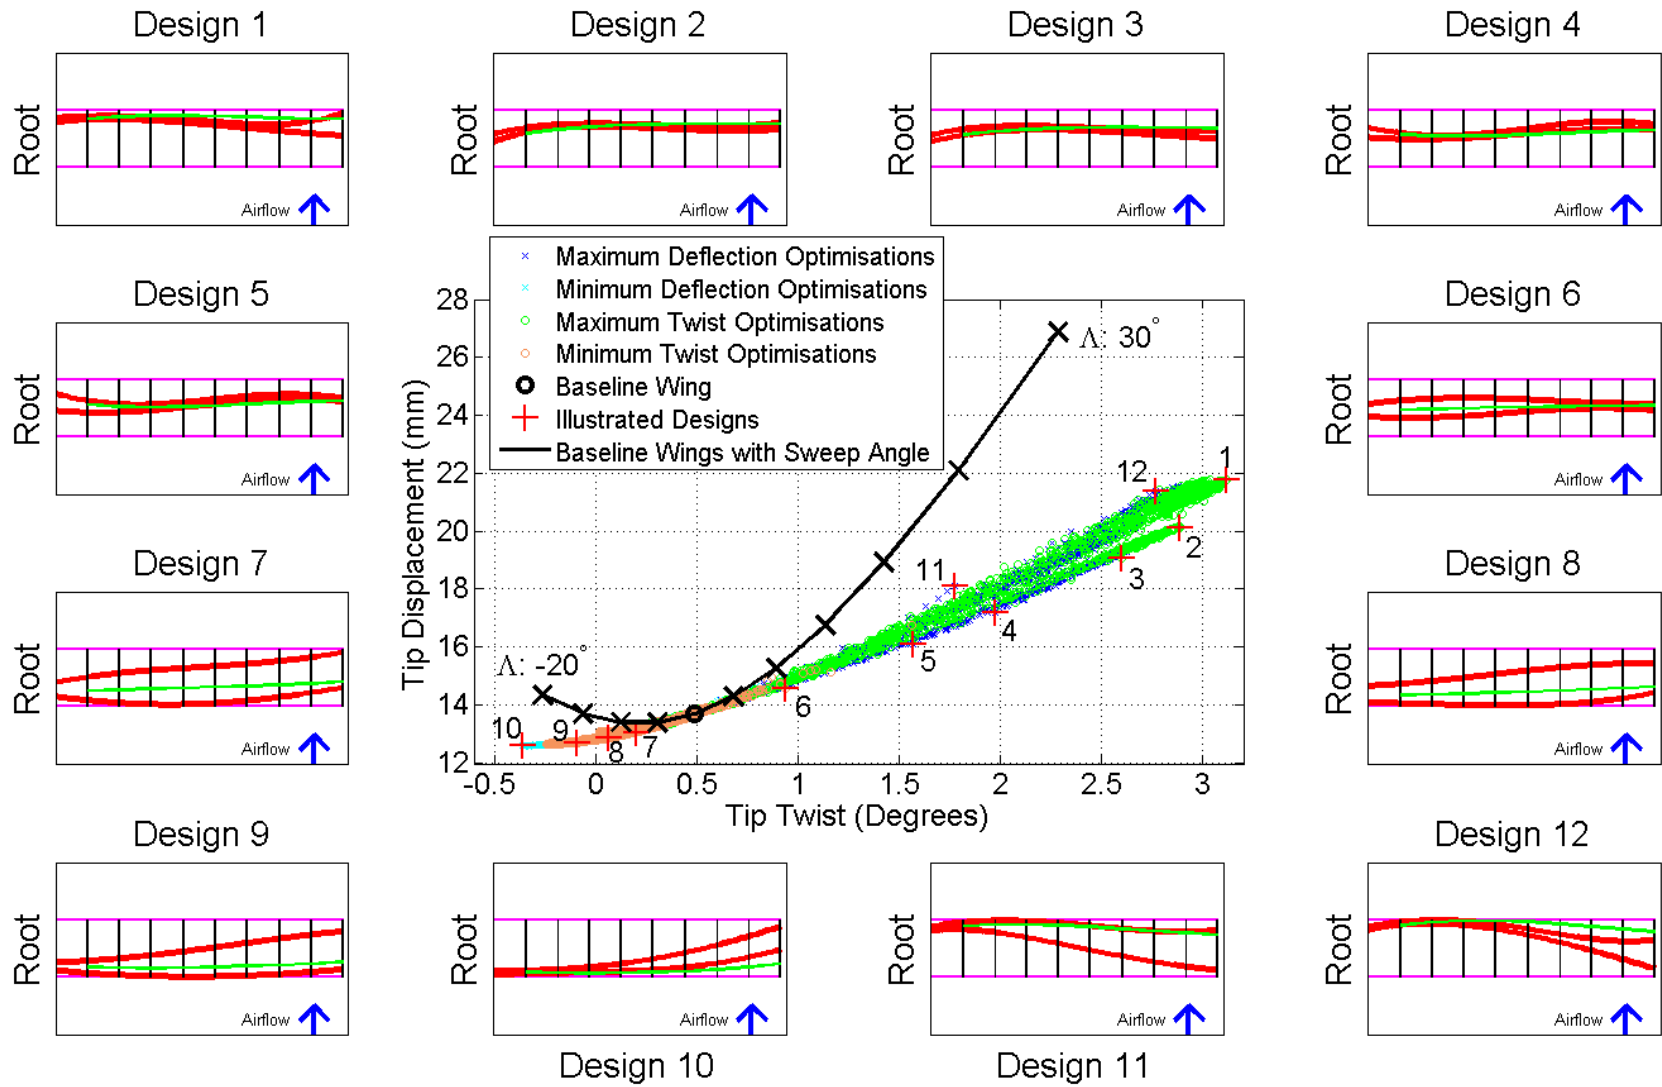 Design 1
Design 2
Design 3
Design 4
Root
Airflow
Root
Airflow
Root
Airflow
Root
Airflow
Design 5
Root
Airflow
Design 6
Root
Airflow
Maximum Deflection Optimisations
Minimum Deflection Optimisations
Maximum Twist Optimisations
Minimum Twist Optimisations
Baseline Wing
Illustrated Designs
Baseline Wings with Sweep Angle
Tip Displacement (mm)
28
26
24
22
20
18
16
14
12
Λ: 30°
Λ: -20°
1
12
2
3
11
4
5
6
7
8
9
10
-0.5 0 0.5 1 1.5 2 2.5 3
Tip Twist (Degrees)
Design 7
Root
Airflow
Design 8
Root
Airflow
Design 9
Root
Airflow
Root
Airflow
Design 10
Root
Airflow
Design 11
Design 12
Root
Airflow